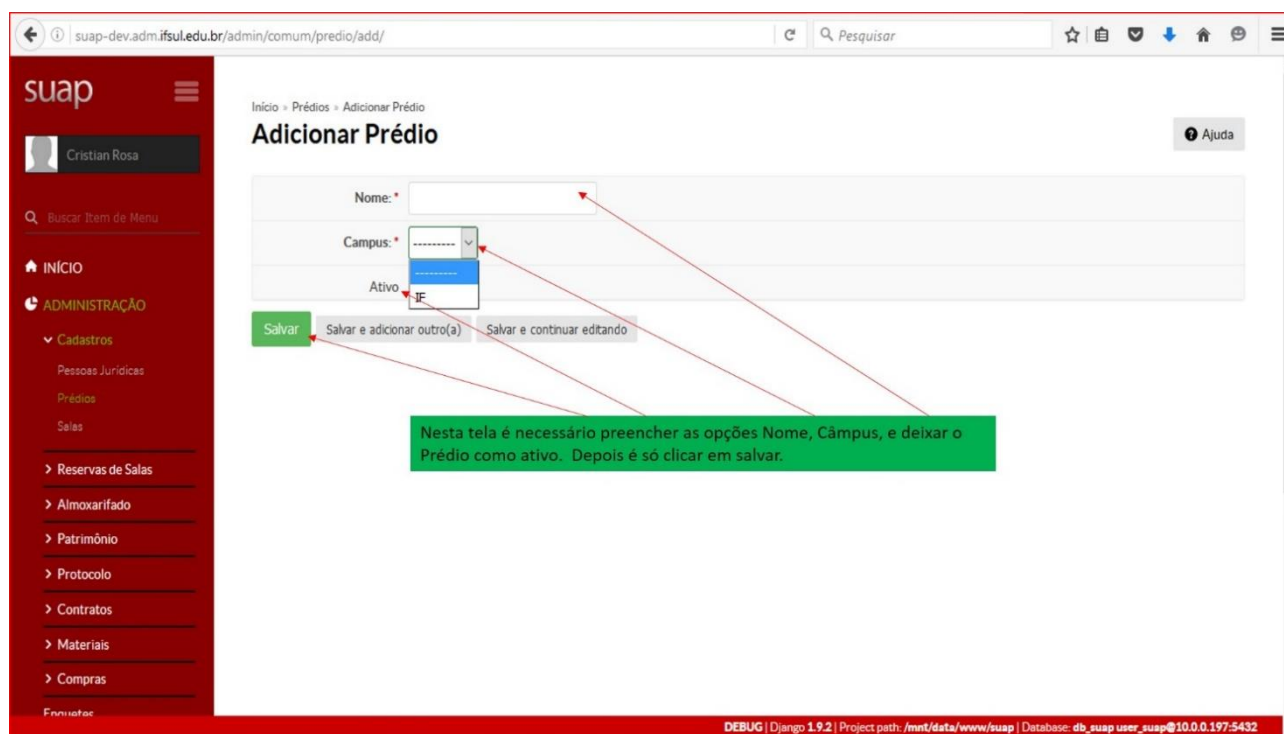 suap-dev.adm.ifsul.edu.br/admin/comum/predio/add/
Pesquisar
suap
Cristian Rosa
Buscar Item de Menu
INÍCIO
ADMINISTRAÇÃO
Cadastros
Pessoas Jurídicas
Prédios
Salas
Reservas de Salas
Almoxarifado
Patrimônio
Protocolo
Contratos
Materiais
Compras
Enquetes
Início » Prédios » Adicionar Prédio
Adicionar Prédio
Ajuda
Nome: *
Campus: * ---------
---------
Ativo
IF
Salvar Salvar e adicionar outro(a) Salvar e continuar editando
Nesta tela é necessário preencher as opções Nome, Câmpus, e deixar o
Prédio como ativo. Depois é só clicar em salvar.
DEBUG | Django 1.9.2 | Project path: /mnt/data/www/suap | Database: db_suap user_suap@10.0.0.197:5432